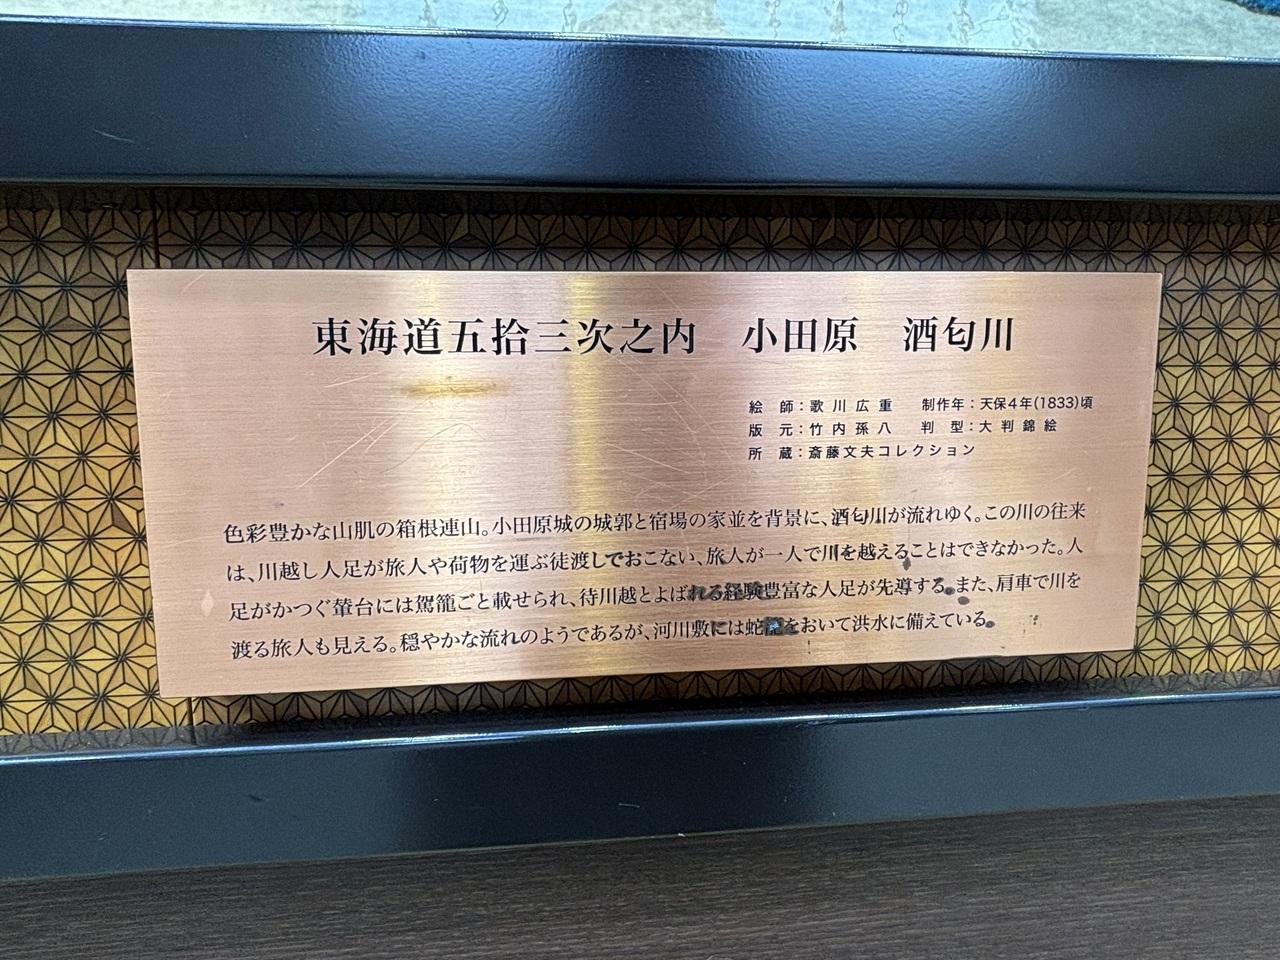 東海道五拾三次之内　小田原　酒匂川
絵　師：歌川広重　制作年：天保4年(1833)頃
版　元：竹内孫八　判　型：大判錦絵
所　蔵：斎藤文夫コレクション
色彩豊かな山肌の箱根連山。小田原城の城郭と宿場の家並を背景に、酒匂川が流れゆく。この川の往来
は、川越し人足が旅人や荷物を運ぶ徒渡しでおこない、旅人が一人で川を越えることはできなかった。人
足がかつぐ輦台には駕籠ごと載せられ、待川越とよばれる経験豊富な人足が先導する。また、肩車で川を
渡る旅人も見える。穏やかな流れのようであるが、河川敷には蛇籠をおいて洪水に備えている。